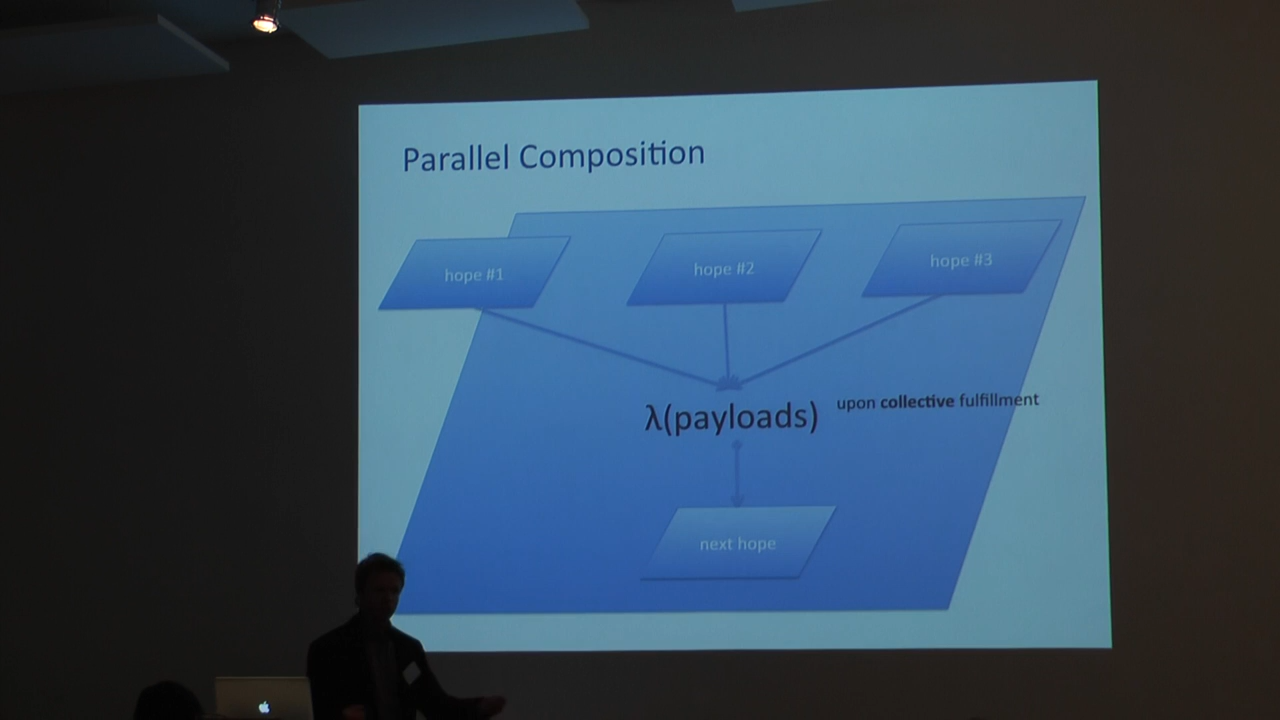 Parallel Composition
hope #1
hope #2
hope #3
λ(payloads)
upon collective fulfillment
next hope